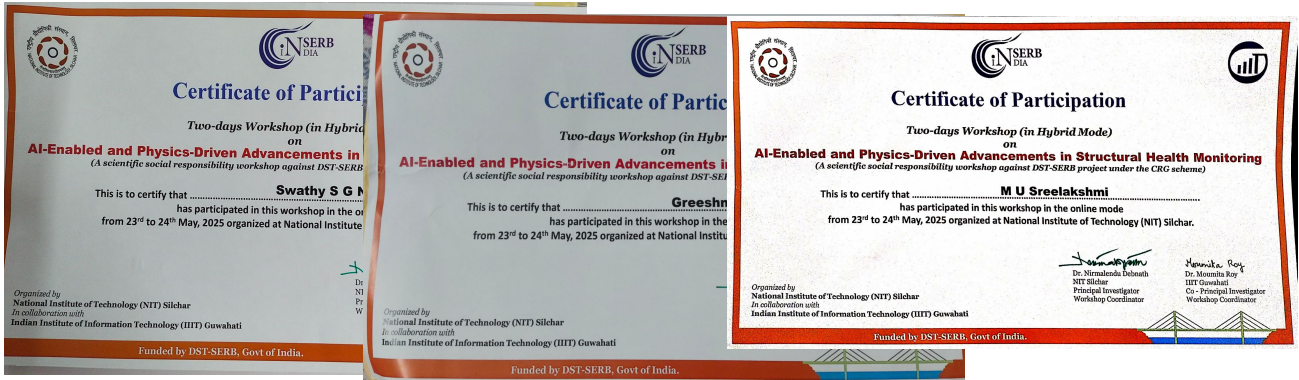 SERB
iNDIA
Certificate of Partici
Two-days Workshop (in Hybrid
on
AI-Enabled and Physics-Driven Advancements in
(A scientific social responsibility workshop against DST-SERB
This is to certify that Swathy S G N
has participated in this workshop in the on
from 23rd to 24th May, 2025 organized at National Institute
Organized by
National Institute of Technology (NIT) Silchar
In collaboration with
Indian Institute of Information Technology (IIIT) Guwahati
Funded by DST-SERB, Govt of India.
SERB
iNDIA
Certificate of Partic
Two-days Workshop (in Hybr
on
AI-Enabled and Physics-Driven Advancements i
(A scientific social responsibility workshop against DST-SE
This is to certify that Greeshm
has participated in this workshop in the
from 23rd to 24th May, 2025 organized at National Institu
Organized by
National Institute of Technology (NIT) Silchar
In collaboration with
Indian Institute of Information Technology (IIIT) Guwahati
Funded by DST-SERB, Govt of India.
SERB
iNDIA
Certificate of Participation
Two-days Workshop (in Hybrid Mode)
on
AI-Enabled and Physics-Driven Advancements in Structural Health Monitoring
(A scientific social responsibility workshop against DST-SERB project under the CRG scheme)
This is to certify that M U Sreelakshmi
has participated in this workshop in the online mode
from 23rd to 24th May, 2025 organized at National Institute of Technology (NIT) Silchar.
Moumita Roy
Dr. Nirmalendu Debnath
NIT Silchar
Principal Investigator
Workshop Coordinator
Dr. Moumita Roy
IIIT Guwahati
Co - Principal Investigator
Workshop Coordinator
Organized by
National Institute of Technology (NIT) Silchar
In collaboration with
Indian Institute of Information Technology (IIIT) Guwahati
Funded by DST-SERB, Govt of India.